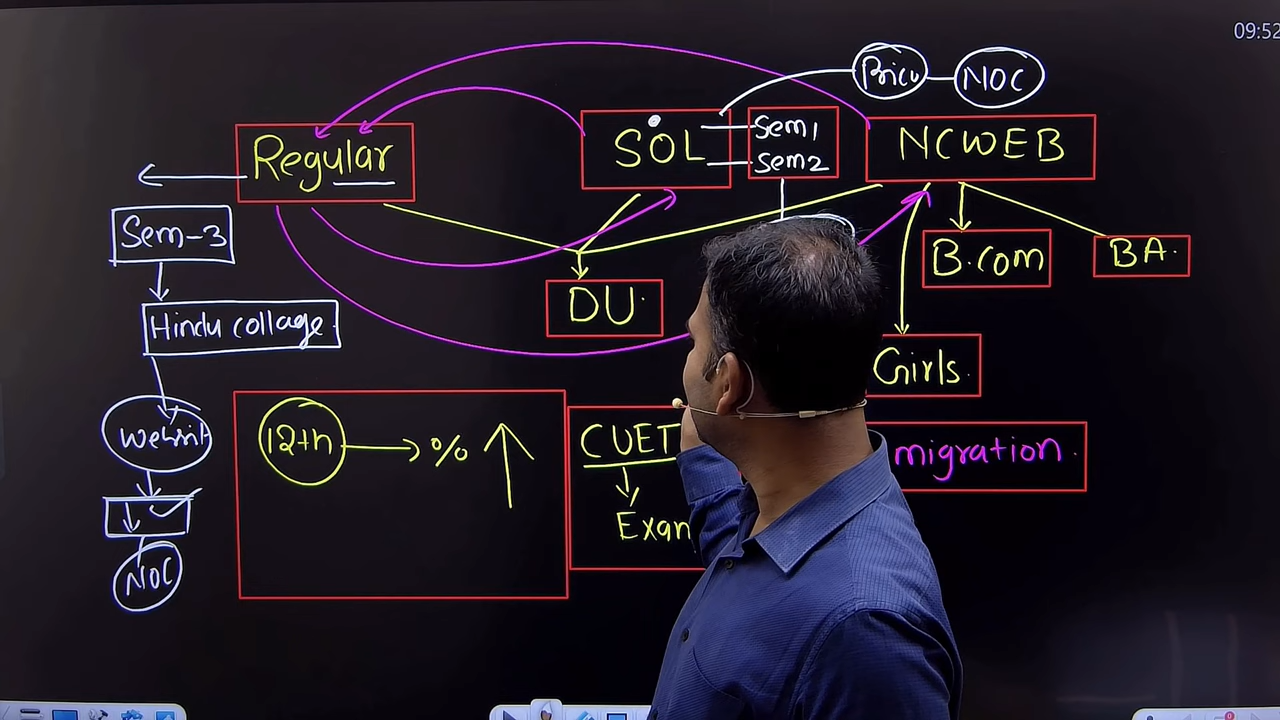 09:52
Pricu
NOC
Regular
SOL
Sem1
Sem2
NCWEB
Sem-3
B.com
BA.
DU.
Hindu collage
Girls.
12th
%
CUET
migration.
Exam
NOC